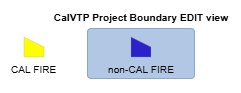 CalVTP Project Boundary EDIT view
CAL FIRE
non-CAL FIRE